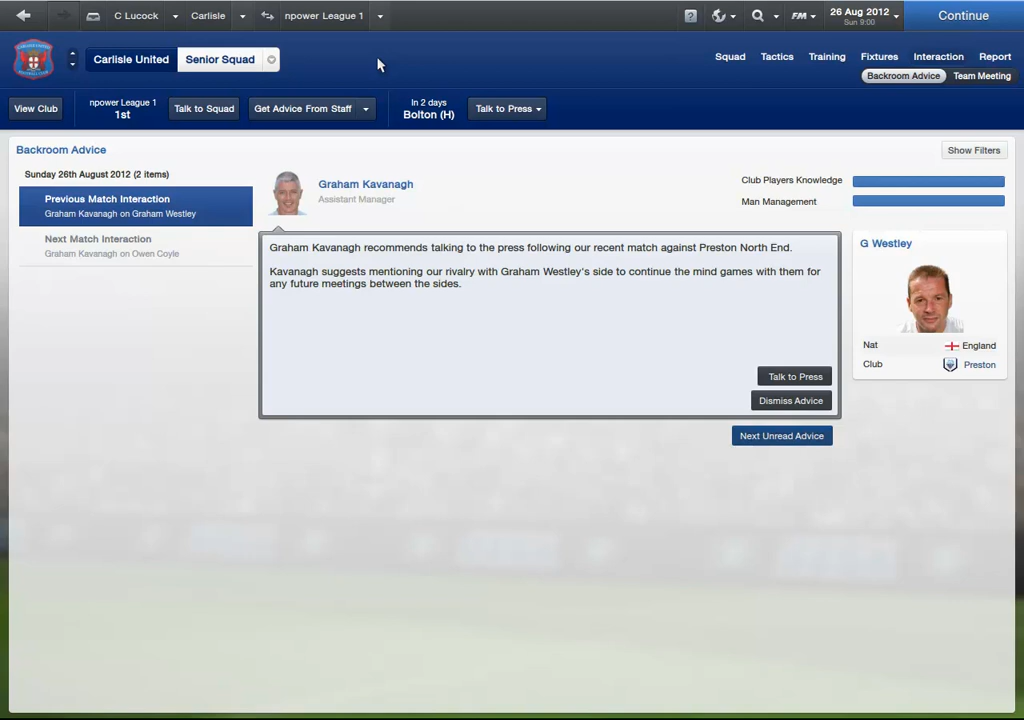 C Lucock
Carlisle
npower League 1
?
FM
26 Aug 2012
Sun 9:00
Continue
Carlisle United
Senior Squad
Squad
Tactics
Training
Fixtures
Interaction
Report
Backroom Advice
Team Meeting
View Club
npower League 1
1st
Talk to Squad
Get Advice From Staff
In 2 days
Bolton (H)
Talk to Press
Backroom Advice
Show Filters
Sunday 26th August 2012 (2 items)
Previous Match Interaction
Graham Kavanagh on Graham Westley
Next Match Interaction
Graham Kavanagh on Owen Coyle
Graham Kavanagh
Assistant Manager
Club Players Knowledge
Man Management
Graham Kavanagh recommends talking to the press following our recent match against Preston North End.
Kavanagh suggests mentioning our rivalry with Graham Westley's side to continue the mind games with them for
any future meetings between the sides.
Talk to Press
Dismiss Advice
Next Unread Advice
G Westley
Nat
England
Club
Preston